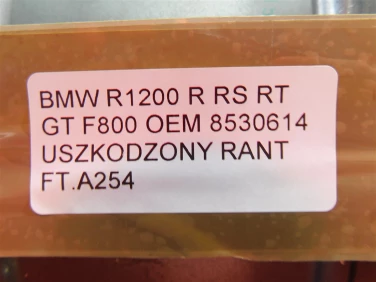 BMW R1200 R RS RT
GT F800 OEM 8530614
USZKODZONY RANT
FT.A254